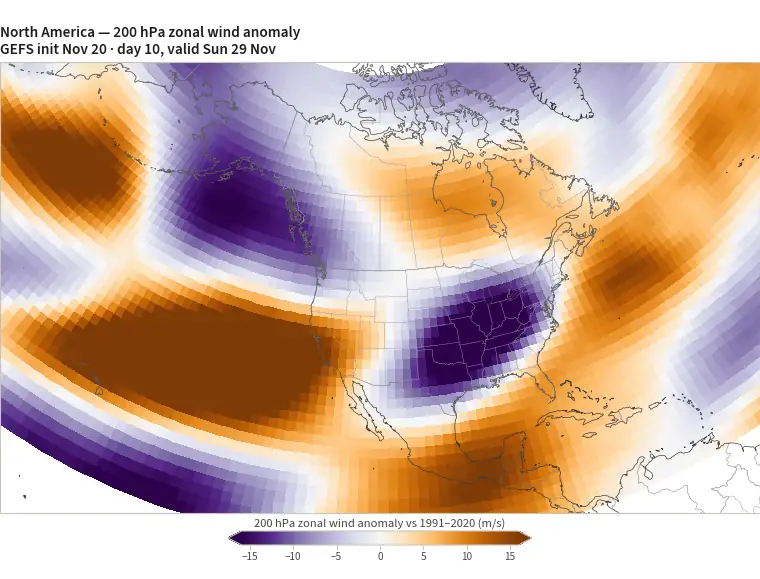 North America — 200 hPa zonal wind anomaly
GEFS init Nov 20 · day 10, valid Sun 29 Nov
200 hPa zonal wind anomaly vs 1991–2020 (m/s)
−15 −10 −5 0 5 10 15